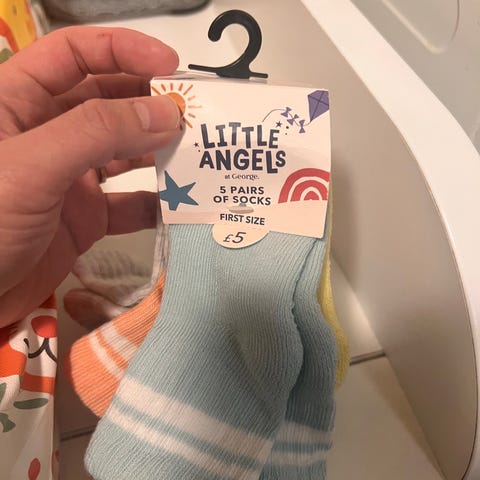 LITTLE
ANGELS
at George.
5 PAIRS
OF SOCKS
FIRST SIZE
£5